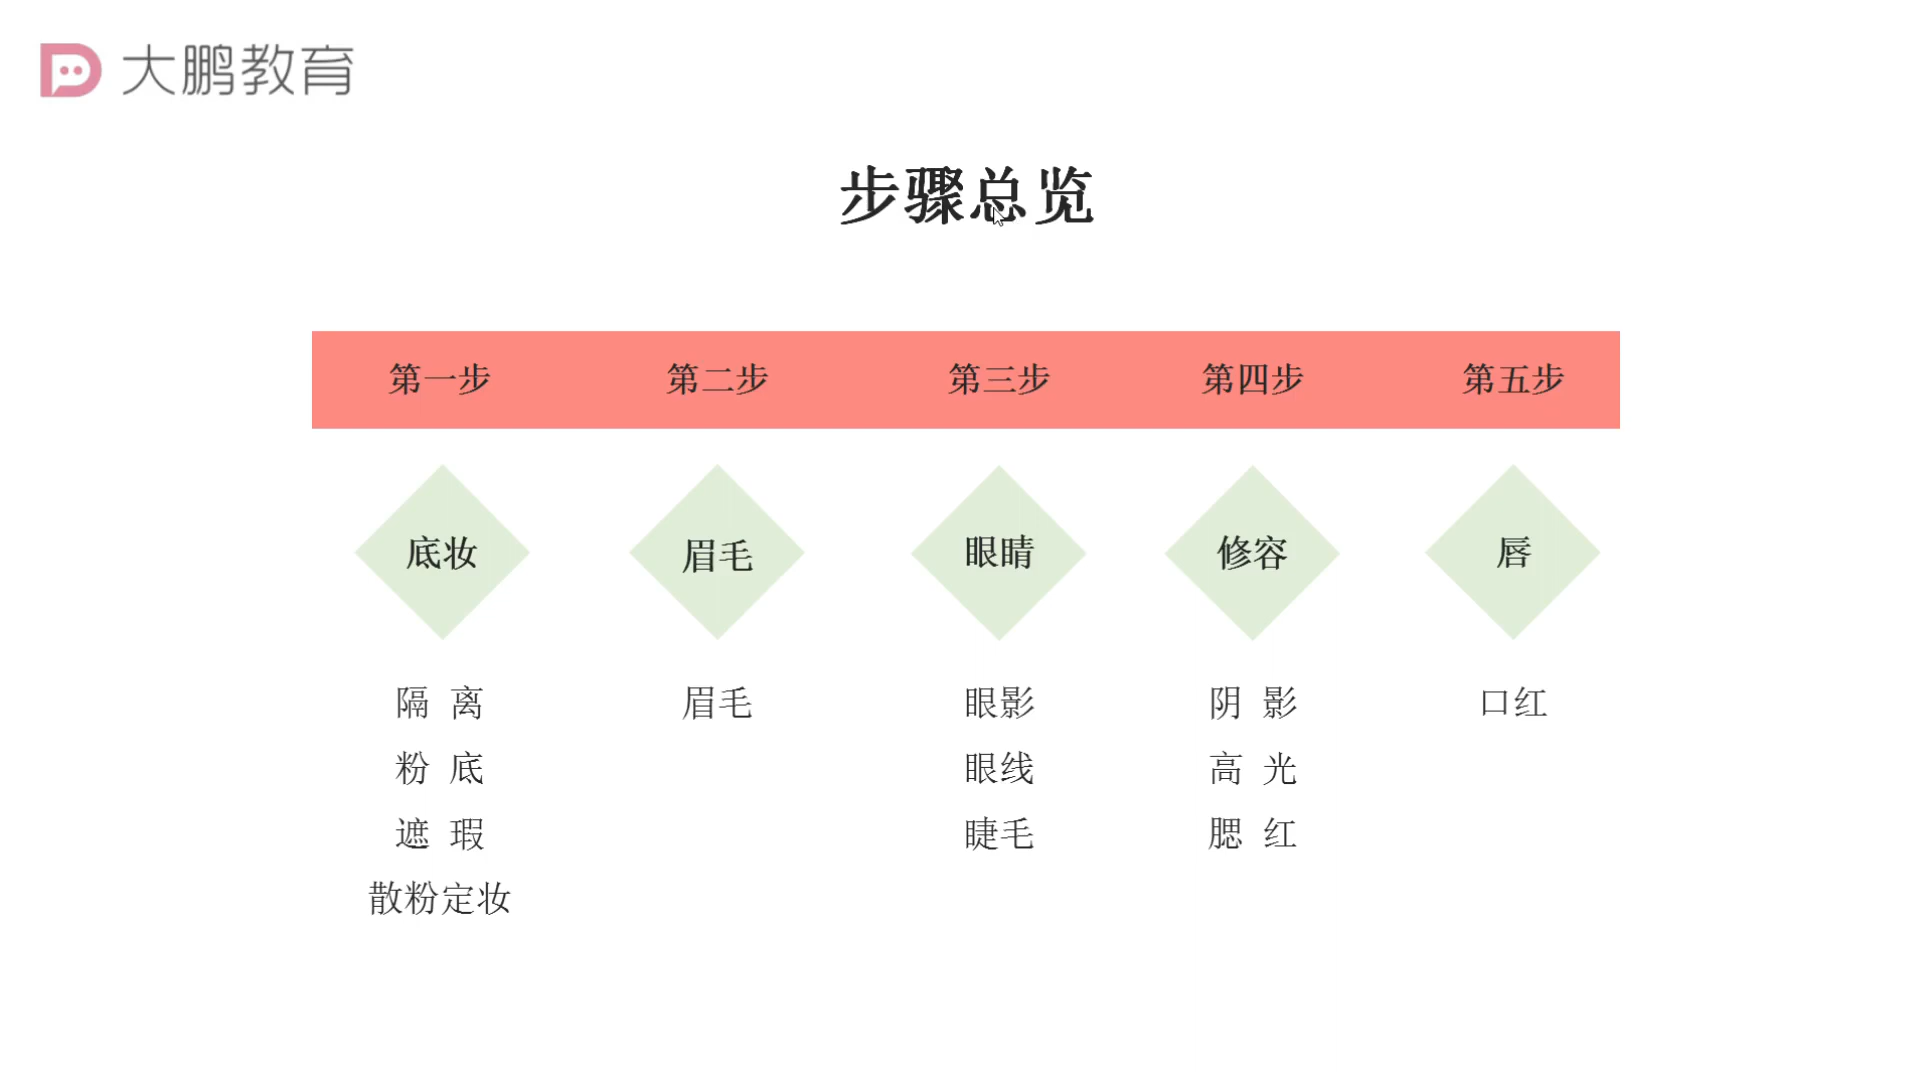 大鹏教育
步骤总览
第一步 第二步 第三步 第四步 第五步
底妆 眉毛 眼睛 修容 唇
隔 离 眉毛 眼影 阴 影 口红
粉 底 眼线 高 光
遮 瑕 睫毛 腮 红
散粉定妆